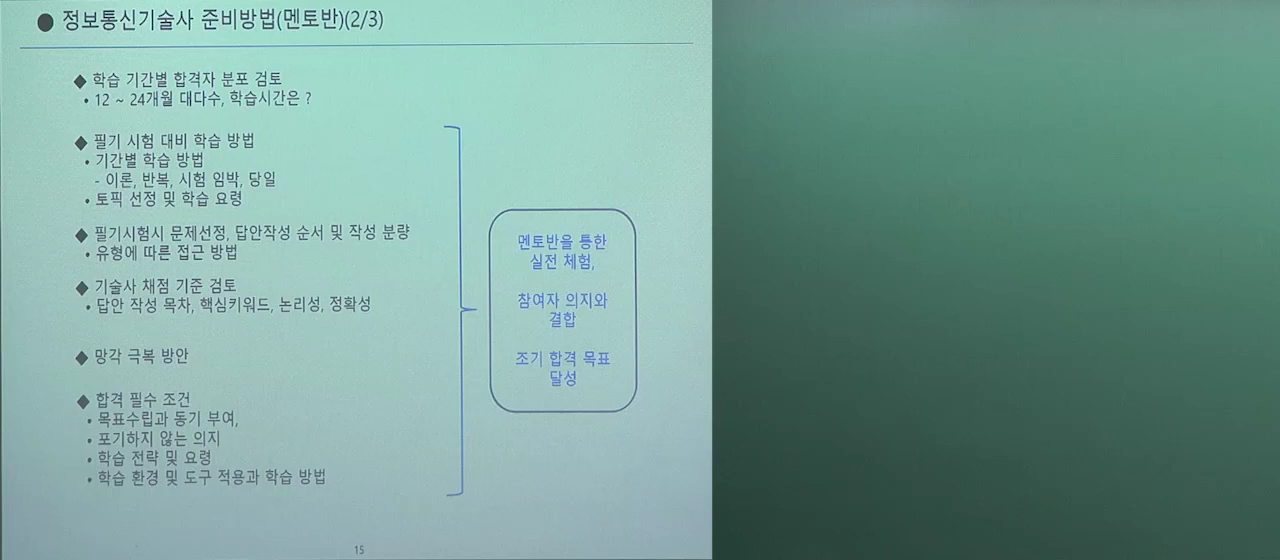 ● 정보통신기술사 준비방법(멘토반)(2/3)
◆ 학습 기간별 합격자 분포 검토
• 12 ~ 24개월 대다수, 학습시간은 ?
◆ 필기 시험 대비 학습 방법
• 기간별 학습 방법
- 이론, 반복, 시험 임박, 당일
• 토픽 선정 및 학습 요령
◆ 필기시험시 문제선정, 답안작성 순서 및 작성 분량
• 유형에 따른 접근 방법
◆ 기술사 채점 기준 검토
• 답안 작성 목차, 핵심키워드, 논리성, 정확성
◆ 망각 극복 방안
◆ 합격 필수 조건
• 목표수립과 동기 부여,
• 포기하지 않는 의지
• 학습 전략 및 요령
• 학습 환경 및 도구 적용과 학습 방법
멘토반을 통한
실전 체험,
참여자 의지와
결합
조기 합격 목표
달성
15